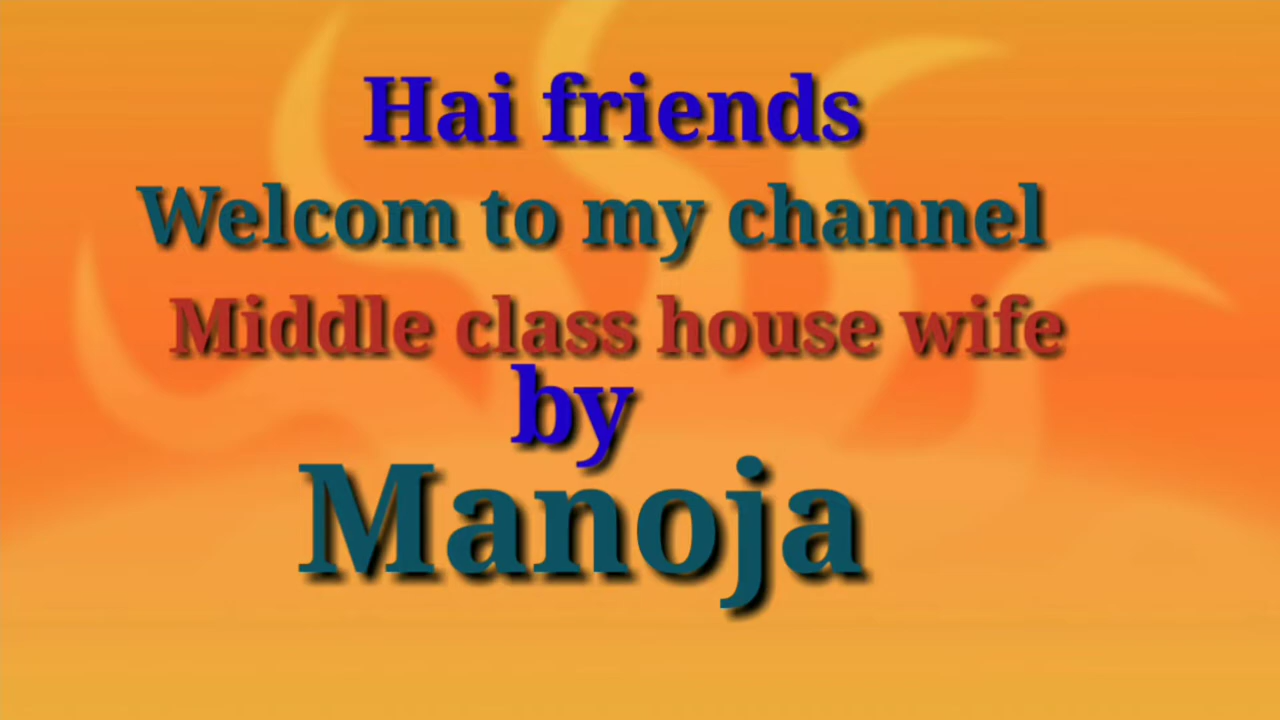 Hai friends
Welcom to my channel
Middle class house wife
by
Manoja